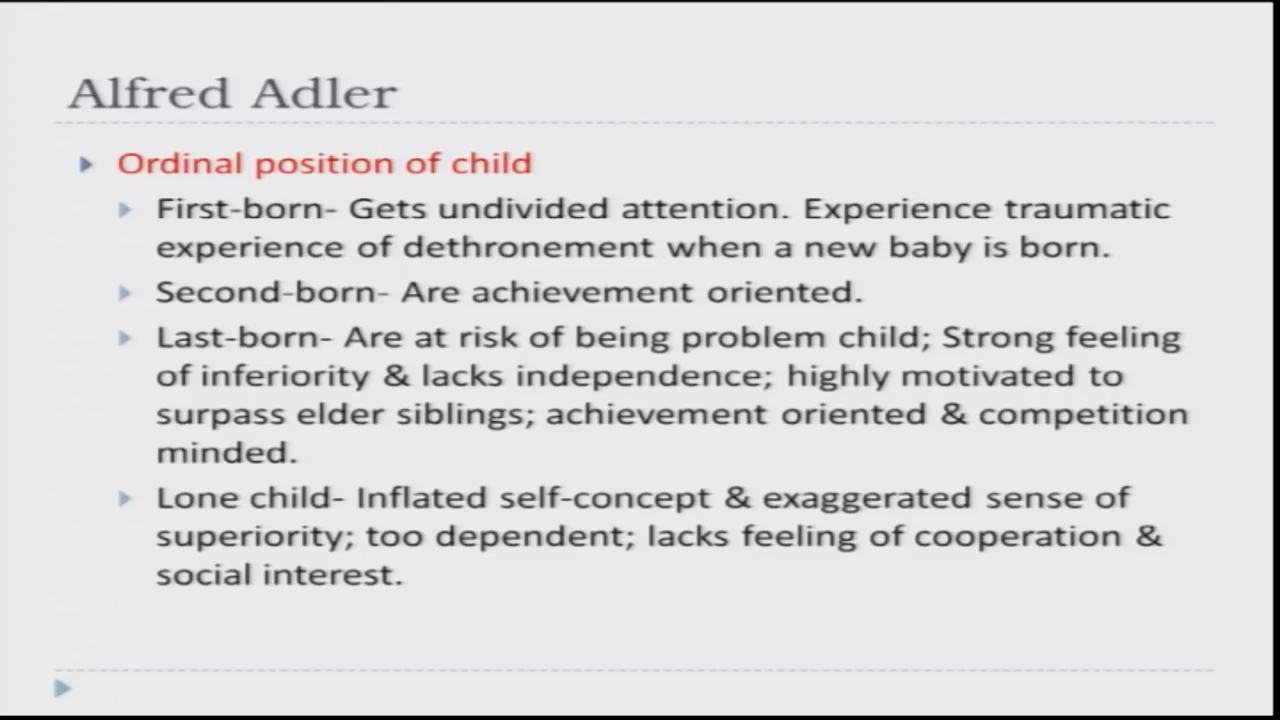 Alfred Adler
Ordinal position of child
First-born- Gets undivided attention. Experience traumatic
experience of dethronement when a new baby is born.
Second-born- Are achievement oriented.
Last-born- Are at risk of being problem child; Strong feeling
of inferiority & lacks independence; highly motivated to
surpass elder siblings; achievement oriented & competition
minded.
Lone child- Inflated self-concept & exaggerated sense of
superiority; too dependent; lacks feeling of cooperation &
social interest.